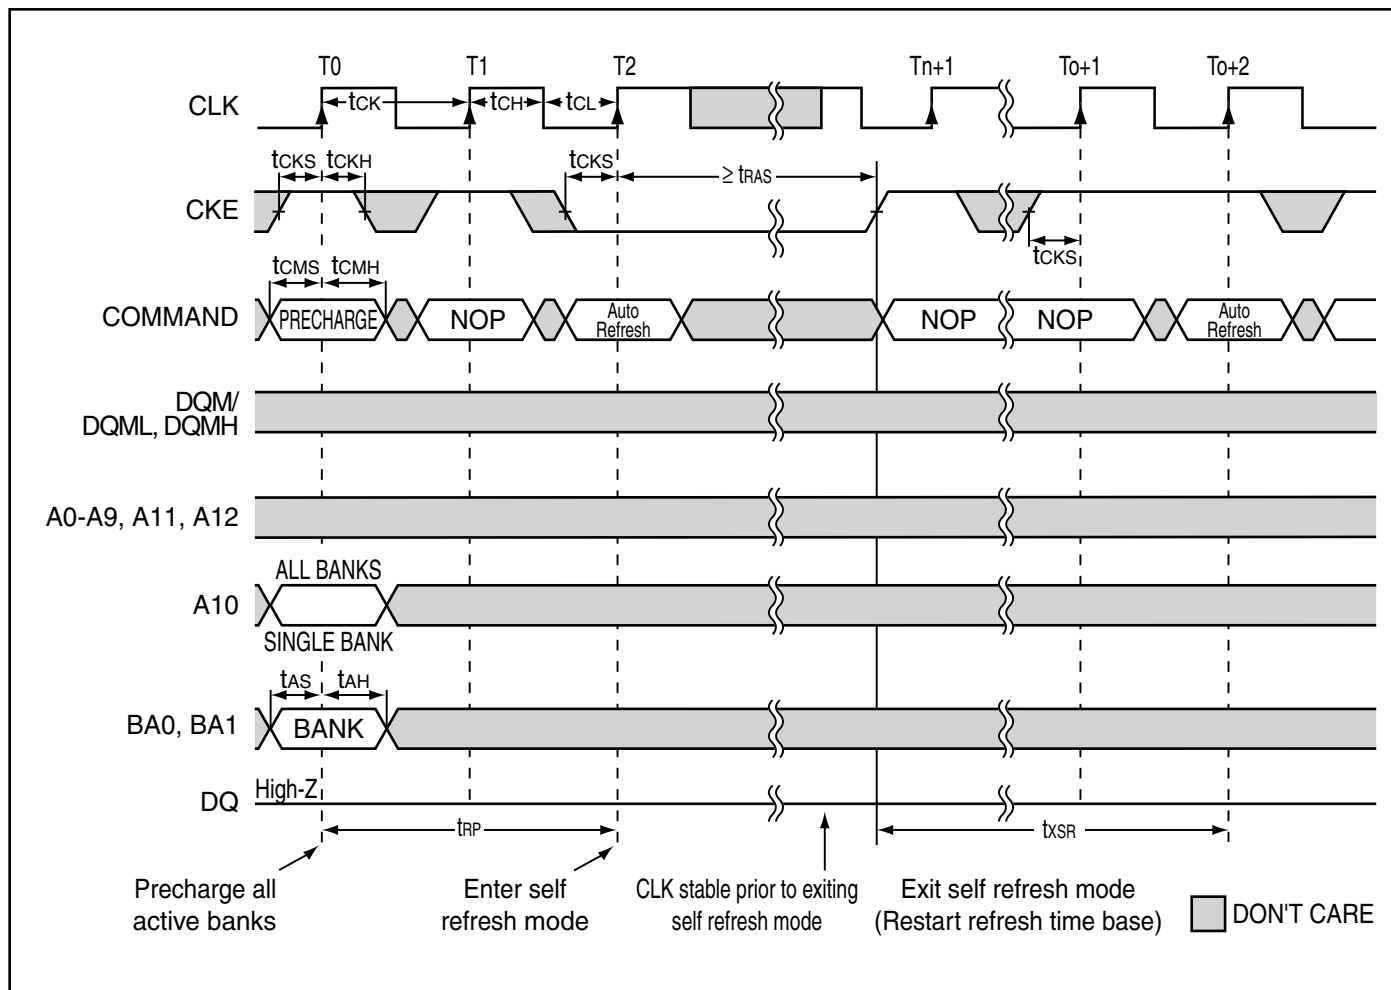 T0 T1 T2 Tn+1 To+1 To+2
CLK tCK tCH tCL
tCKS tCKH tCKS ≥ tRAS
CKE
tCKS
tCMS tCMH
COMMAND PRECHARGE NOP Auto Refresh NOP NOP Auto Refresh
DQM/
DQML, DQMH
A0-A9, A11, A12
ALL BANKS
A10
SINGLE BANK
tAS tAH
BA0, BA1 BANK
High-Z
DQ
tRP tXSR
Precharge all
active banks
Enter self
refresh mode
CLK stable prior to exiting
self refresh mode
Exit self refresh mode
(Restart refresh time base)
DON'T CARE